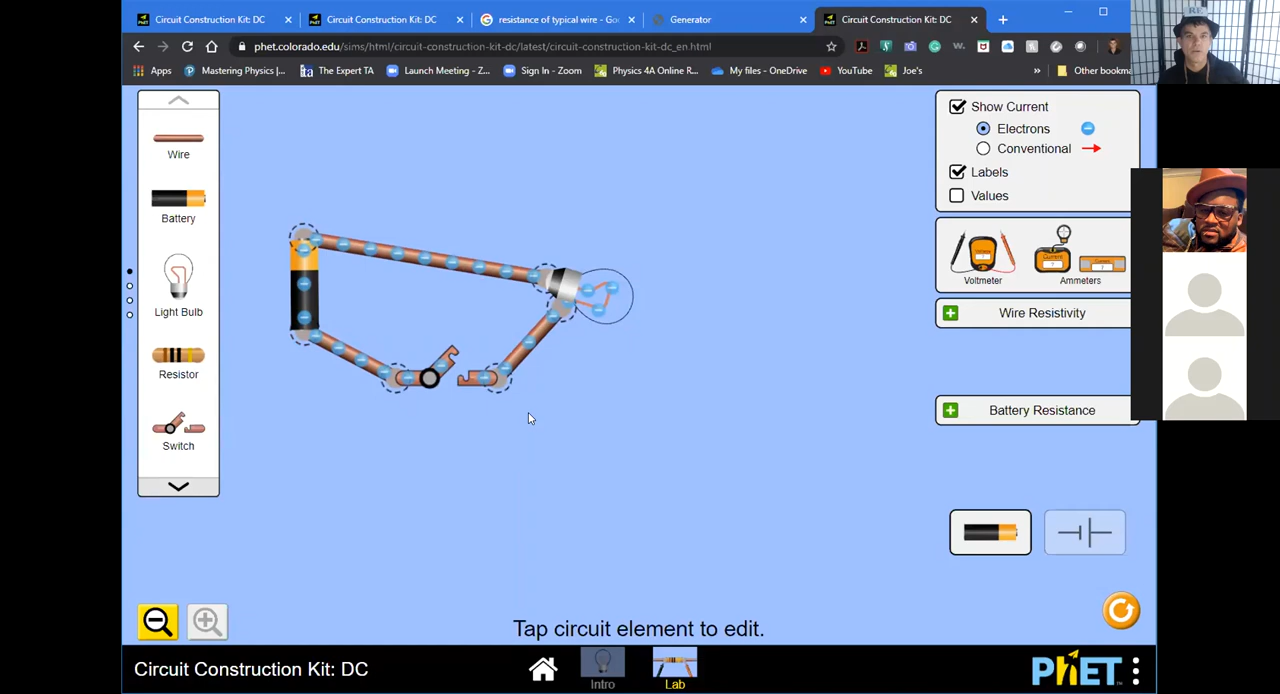 Circuit Construction Kit: DC
Circuit Construction Kit: DC
resistance of typical wire - Go
Generator
Circuit Construction Kit: DC
phet.colorado.edu/sims/html/circuit-construction-kit-dc/latest/circuit-construction-kit-dc_en.html
Apps
Mastering Physics |...
The Expert TA
Launch Meeting - Z...
Sign In - Zoom
Physics 4A Online R...
My files - OneDrive
YouTube
Joe's
»
Other bookma
Wire
Battery
Light Bulb
Resistor
Switch
Show Current
Electrons
Conventional
Labels
Values
Voltmeter
Ammeters
Current
Current
Wire Resistivity
Battery Resistance
Tap circuit element to edit.
Circuit Construction Kit: DC
Intro
Lab
PhET